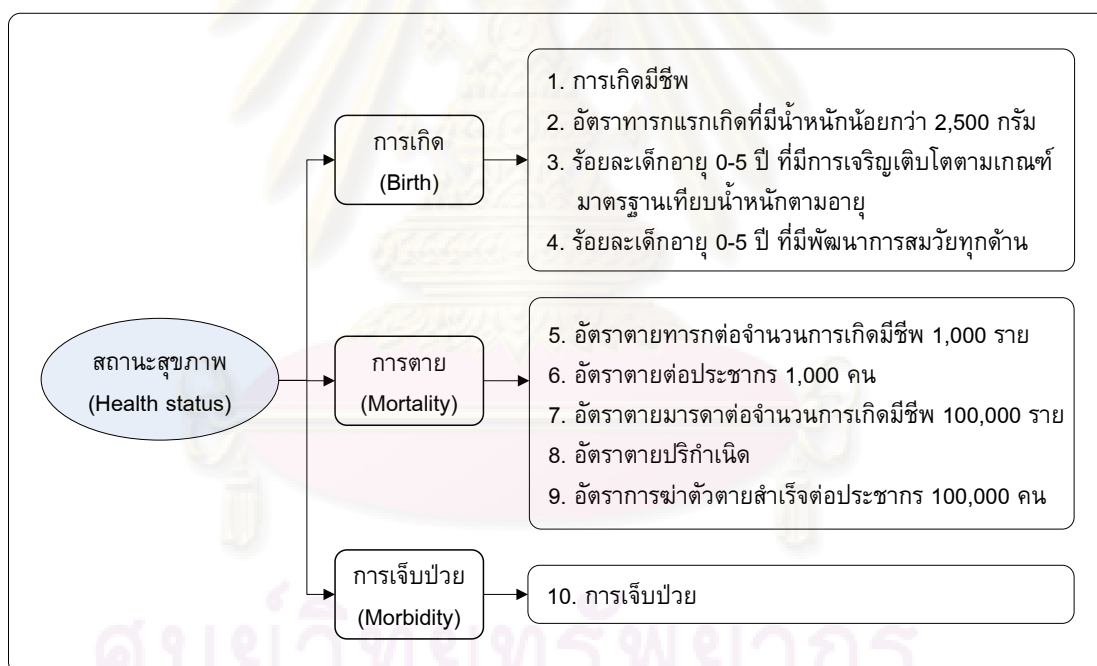 สถานะสุขภาพ
(Health status)
การเกิด
(Birth)
1. การเกิดมีชีพ
2. อัตราทารกแรกเกิดที่มีน้ำหนักน้อยกว่า 2,500 กรัม
3. ร้อยละเด็กอายุ 0-5 ปี ที่มีการเจริญเติบโตตามเกณฑ์
มาตรฐานเทียบน้ำหนักตามอายุ
4. ร้อยละเด็กอายุ 0-5 ปี ที่มีพัฒนาการสมวัยทุกด้าน
การตาย
(Mortality)
5. อัตราตายทารกต่อจำนวนการเกิดมีชีพ 1,000 ราย
6. อัตราตายต่อประชากร 1,000 คน
7. อัตราตายมารดาต่อจำนวนการเกิดมีชีพ 100,000 ราย
8. อัตราตายปริกำเนิด
9. อัตราการฆ่าตัวตายสำเร็จต่อประชากร 100,000 คน
การเจ็บป่วย
(Morbidity)
10. การเจ็บป่วย
ศูนย์วิทยทรัพยากร